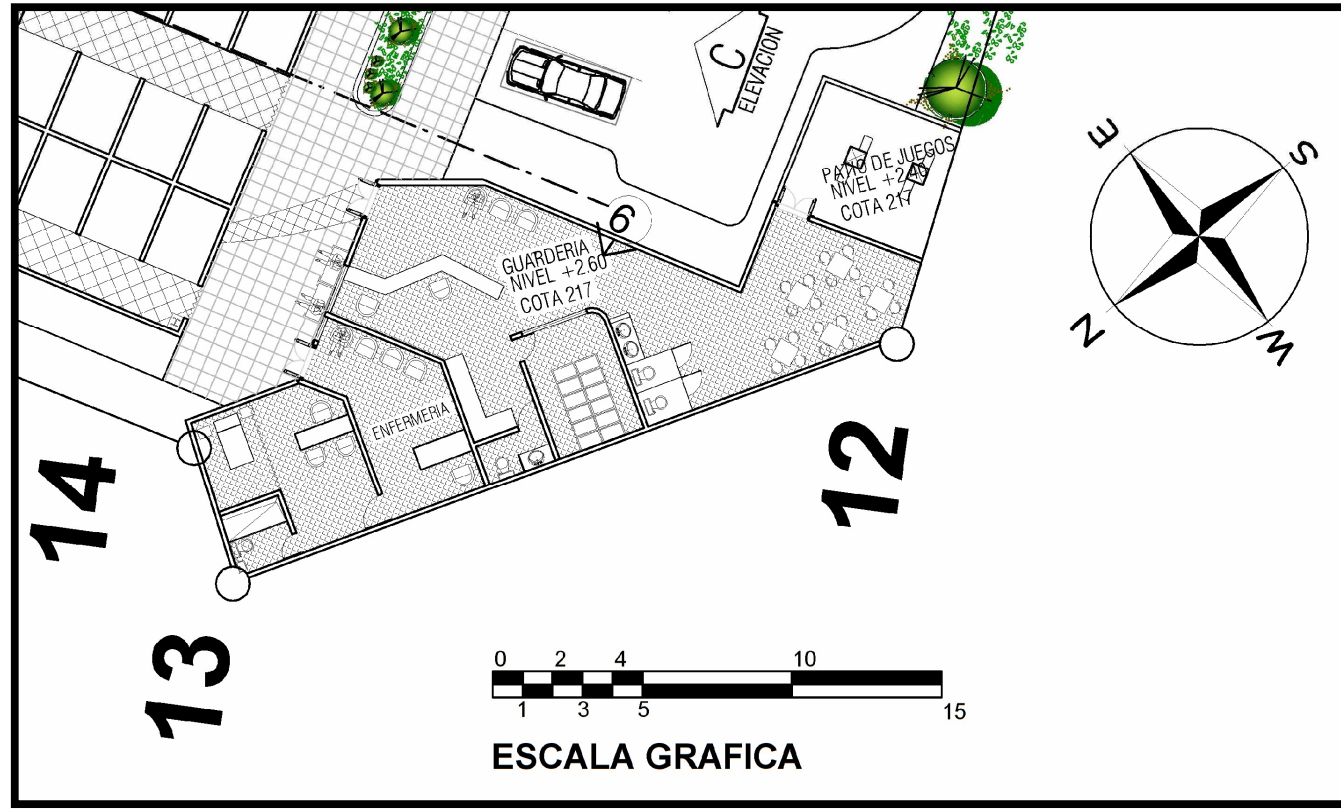 C
ELEVACION
E
S
N
W
PATIO DE JUEGOS
NIVEL +2.40
COTA 217
6
GUARDERIA
NIVEL +2.60
COTA 217
ENFERMERIA
14
13
12
0 2 4 10
1 3 5 15
ESCALA GRAFICA